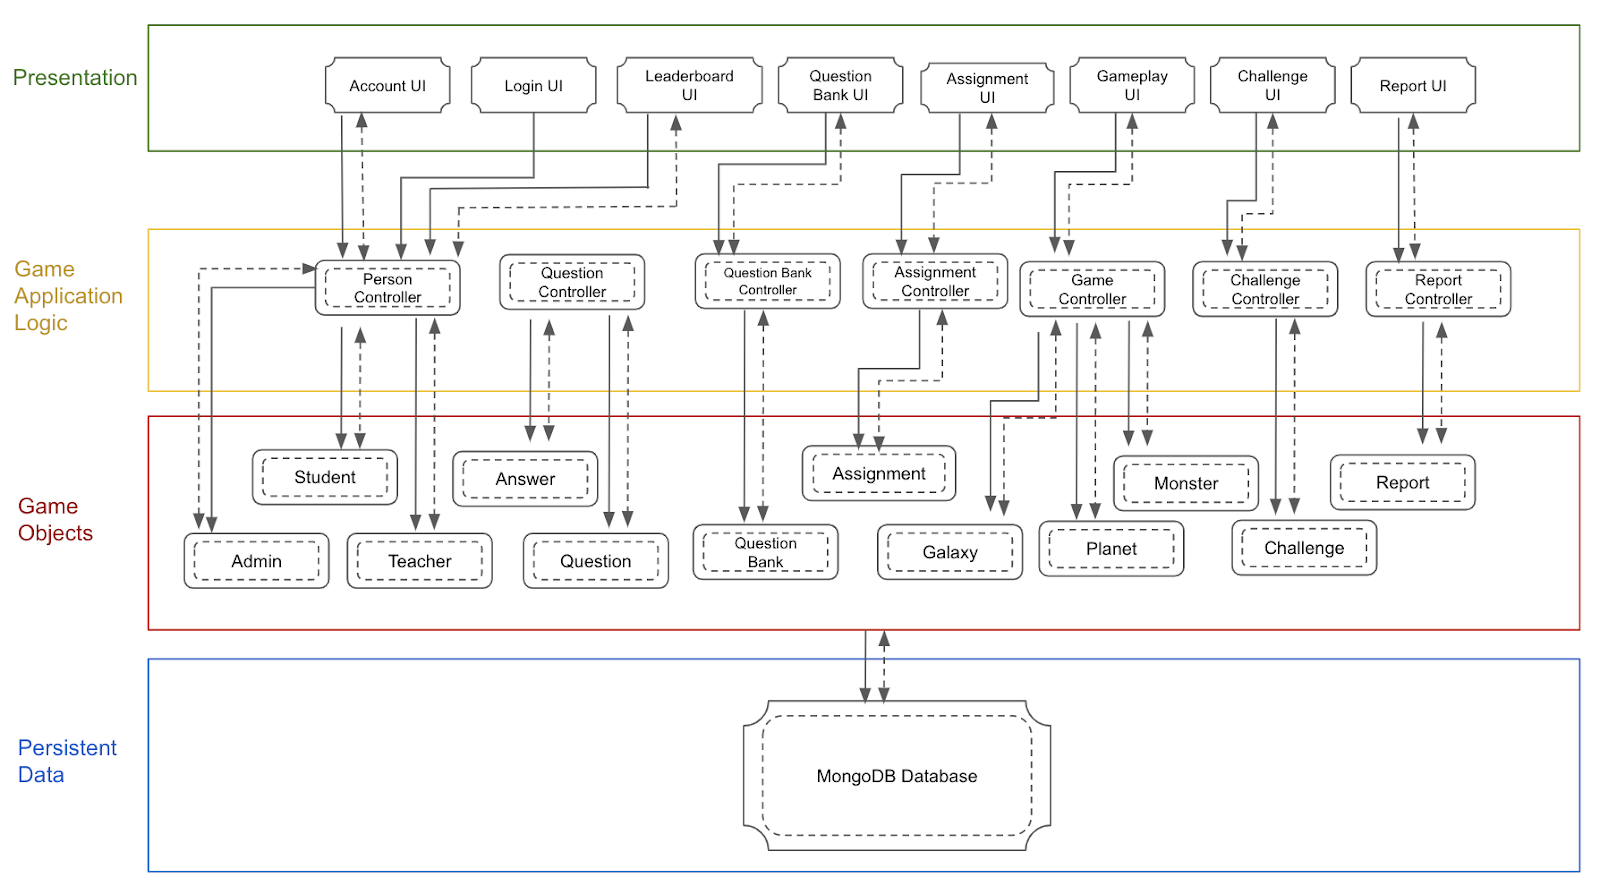 Presentation
Account UI
Login UI
Leaderboard
UI
Question
Bank UI
Assignment
UI
Gameplay
UI
Challenge
UI
Report UI
Game
Application
Logic
Person
Controller
Question
Controller
Question Bank
Controller
Assignment
Controller
Game
Controller
Challenge
Controller
Report
Controller
Game
Objects
Student
Answer
Assignment
Monster
Report
Admin
Teacher
Question
Question
Bank
Galaxy
Planet
Challenge
Persistent
Data
MongoDB Database